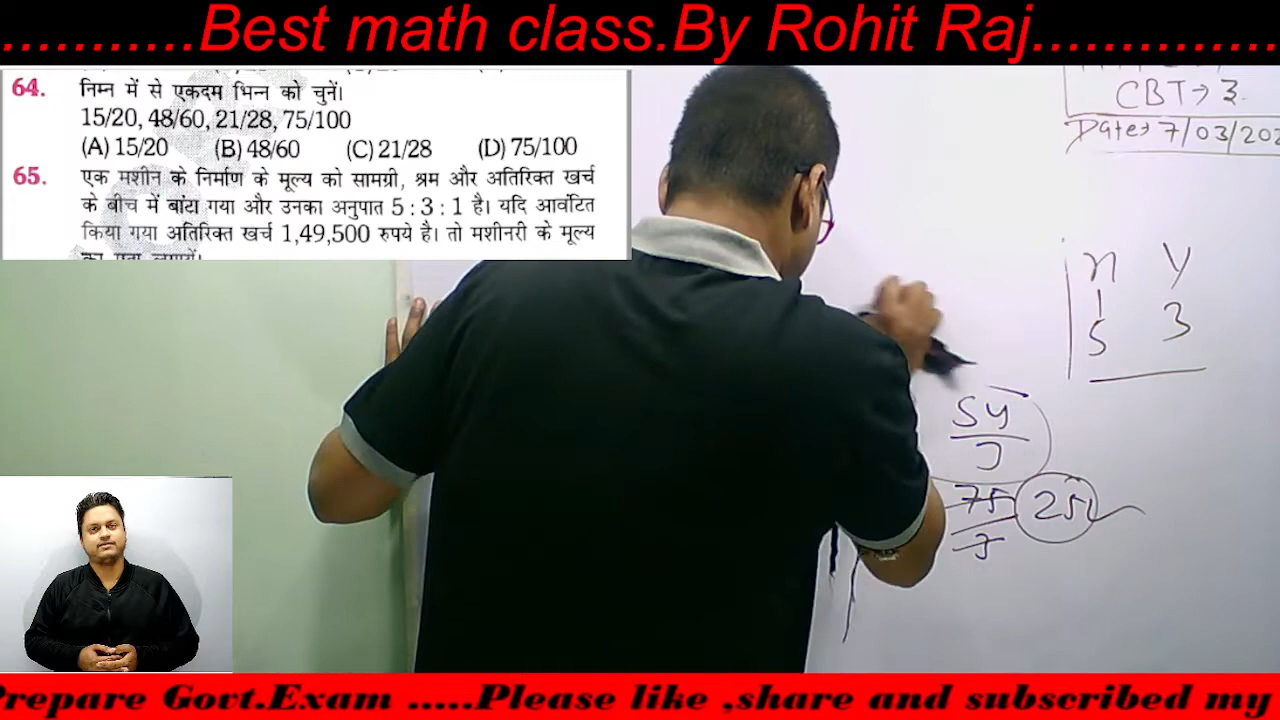 ...........Best math class.By Rohit Raj..............
64. निम्न में से एकदम भिन्न को चुनें।
15/20, 48/60, 21/28, 75/100
(A) 15/20 (B) 48/60 (C) 21/28 (D) 75/100
65. एक मशीन के निर्माण के मूल्य को सामग्री, श्रम और अतिरिक्त खर्च
के बीच में बांटा गया और उनका अनुपात 5 : 3 : 1 है। यदि आवंटित
किया गया अतिरिक्त खर्च 1,49,500 रुपये है। तो मशीनरी के मूल्य
का पता लगायें।
CBT→ 3
Date→ 7/03/202
y
5 3
75 25
Prepare Govt.Exam .....Please like ,share and subscribed my